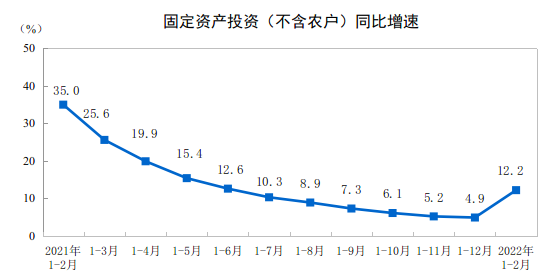 固定资产投资（不含农户）同比增速
(%)
50
40
30
20
10
0
35.0
25.6
19.9
15.4
12.6
10.3
8.9
7.3
6.1
5.2
4.9
12.2
2021年
1-2月
1-3月
1-4月
1-5月
1-6月
1-7月
1-8月
1-9月
1-10月
1-11月
1-12月
2022年
1-2月